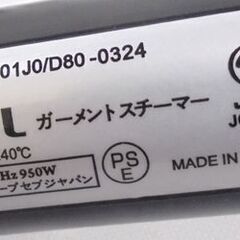 01J0/D80-0324
L ガーメントスチーマー
40℃
Hz 950W
ープセブジャパン
PS
E
J
MADE IN